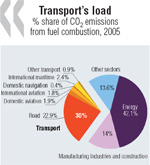 Transport's load
% share of CO2 emissions
from fuel combustion, 2005
Other transport 0.9%
International maritime 2.4%
Domestic navigation 0.4%
International aviation 1.8%
Domestic aviation 1.9%
Road 22.9%
Transport
30%
Other sectors
13.6%
Energy
42.1%
14%
Manufacturing Industries and construction